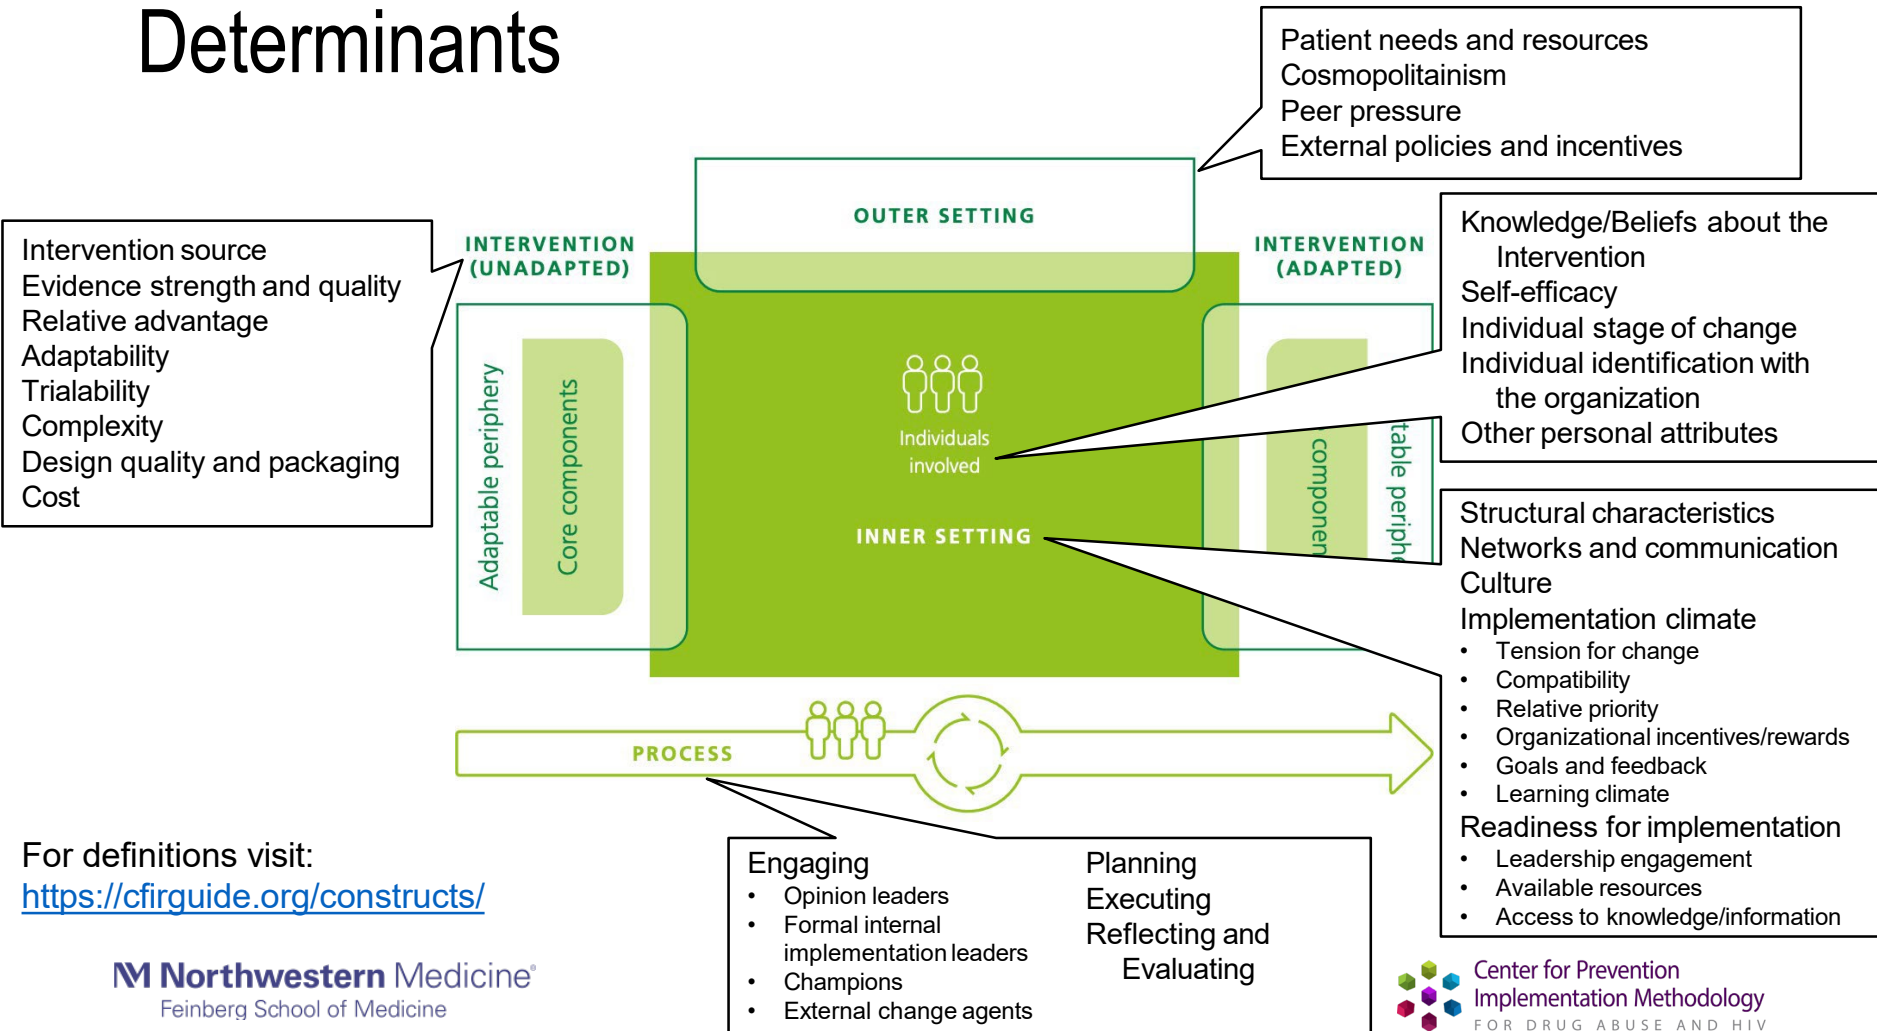 Determinants
Patient needs and resources
Cosmopolitainism
Peer pressure
External policies and incentives
OUTER SETTING
INTERVENTION
(UNADAPTED)
INTERVENTION
(ADAPTED)
Intervention source
Evidence strength and quality
Relative advantage
Adaptability
Trialability
Complexity
Design quality and packaging
Cost
Adaptable periphery
Core components
Individuals
involved
INNER SETTING
componen
table periphe
Knowledge/Beliefs about the
Intervention
Self-efficacy
Individual stage of change
Individual identification with
the organization
Other personal attributes
Structural characteristics
Networks and communication
Culture
Implementation climate
• Tension for change
• Compatibility
• Relative priority
• Organizational incentives/rewards
• Goals and feedback
• Learning climate
Readiness for implementation
• Leadership engagement
• Available resources
• Access to knowledge/information
PROCESS
Engaging
• Opinion leaders
• Formal internal
implementation leaders
• Champions
• External change agents
Planning
Executing
Reflecting and
Evaluating
For definitions visit:
https://cfirguide.org/constructs/
Northwestern Medicine®
Feinberg School of Medicine
Center for Prevention
Implementation Methodology
FOR DRUG ABUSE AND HIV